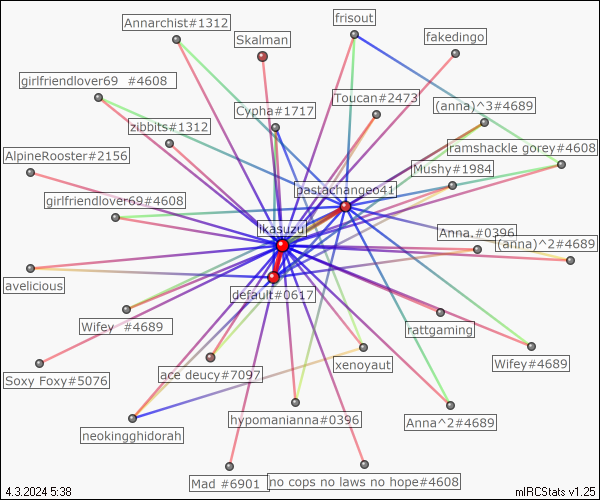 Annarchist#1312
frisout
Skalman
fakedingo
girlfriendlover69  #4608
Toucan#2473
(anna)^3#4689
Cypha#1717
zibbits#1312
ramshackle gorey#4608
AlpineRooster#2156
Mushy#1984
pastachangeo41
girlfriendlover69#4608
likasuzu
Anna.#0396
(anna)^2#4689
avelicious
default#0617
Wifey  #4689
rattgaming
Wifey#4689
Soxy Foxy#5076
ace deucy#7097
xenoyaut
neokingghidorah
hypomanianna#0396
Anna^2#4689
Mad #6901
no cops no laws no hope#4608
4.3.2024 5:38
mIRCStats v1.25